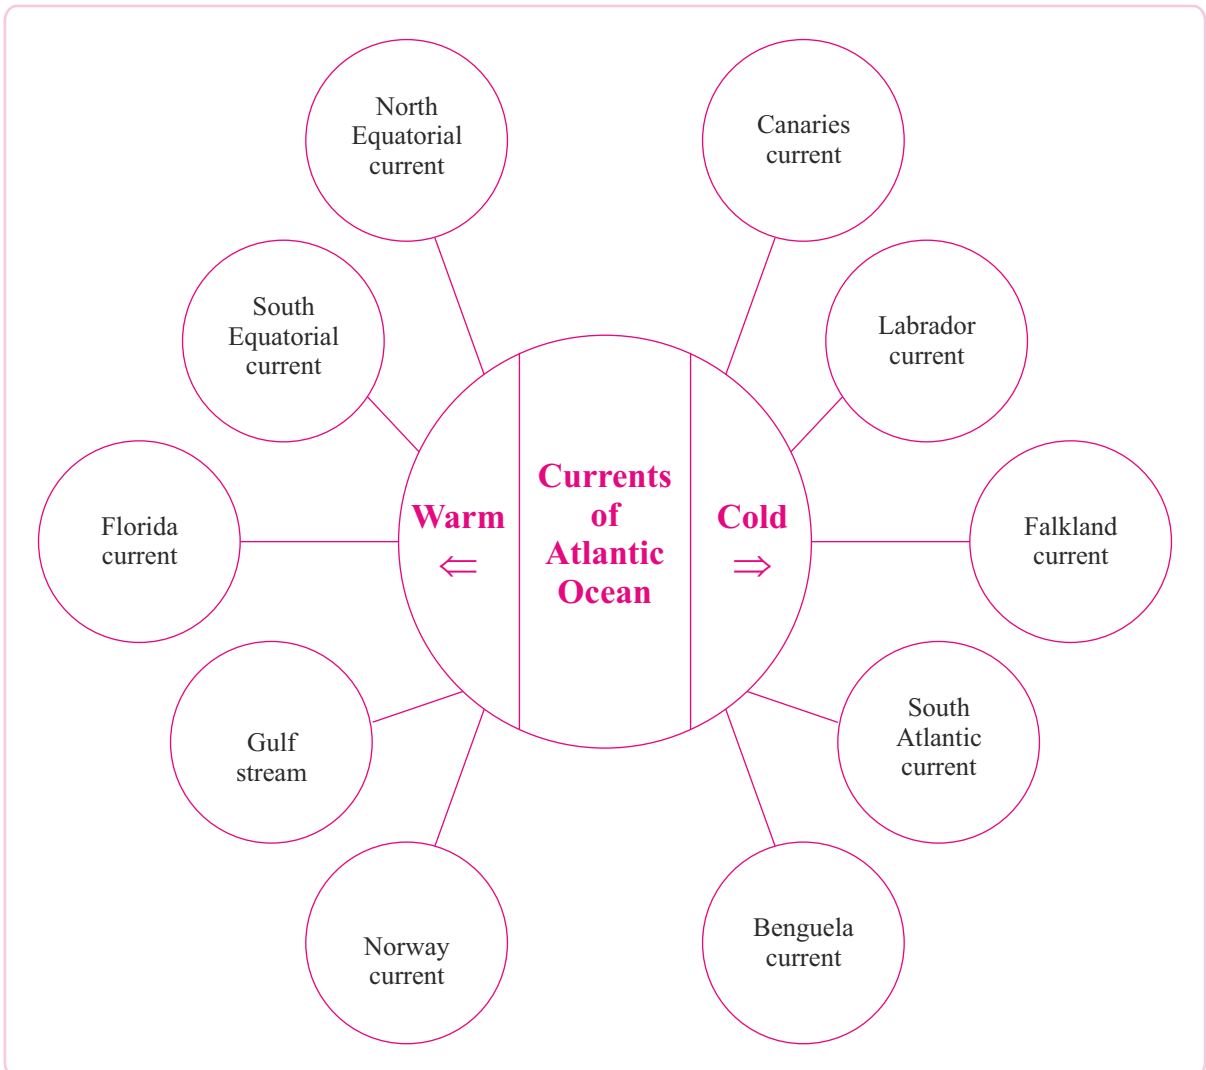 North
Equatorial
current
Canaries
current
South
Equatorial
current
Labrador
current
Florida
current
Warm
⇐
Currents
of
Atlantic
Ocean
Cold
⇒
Falkland
current
Gulf
stream
South
Atlantic
current
Norway
current
Benguela
current